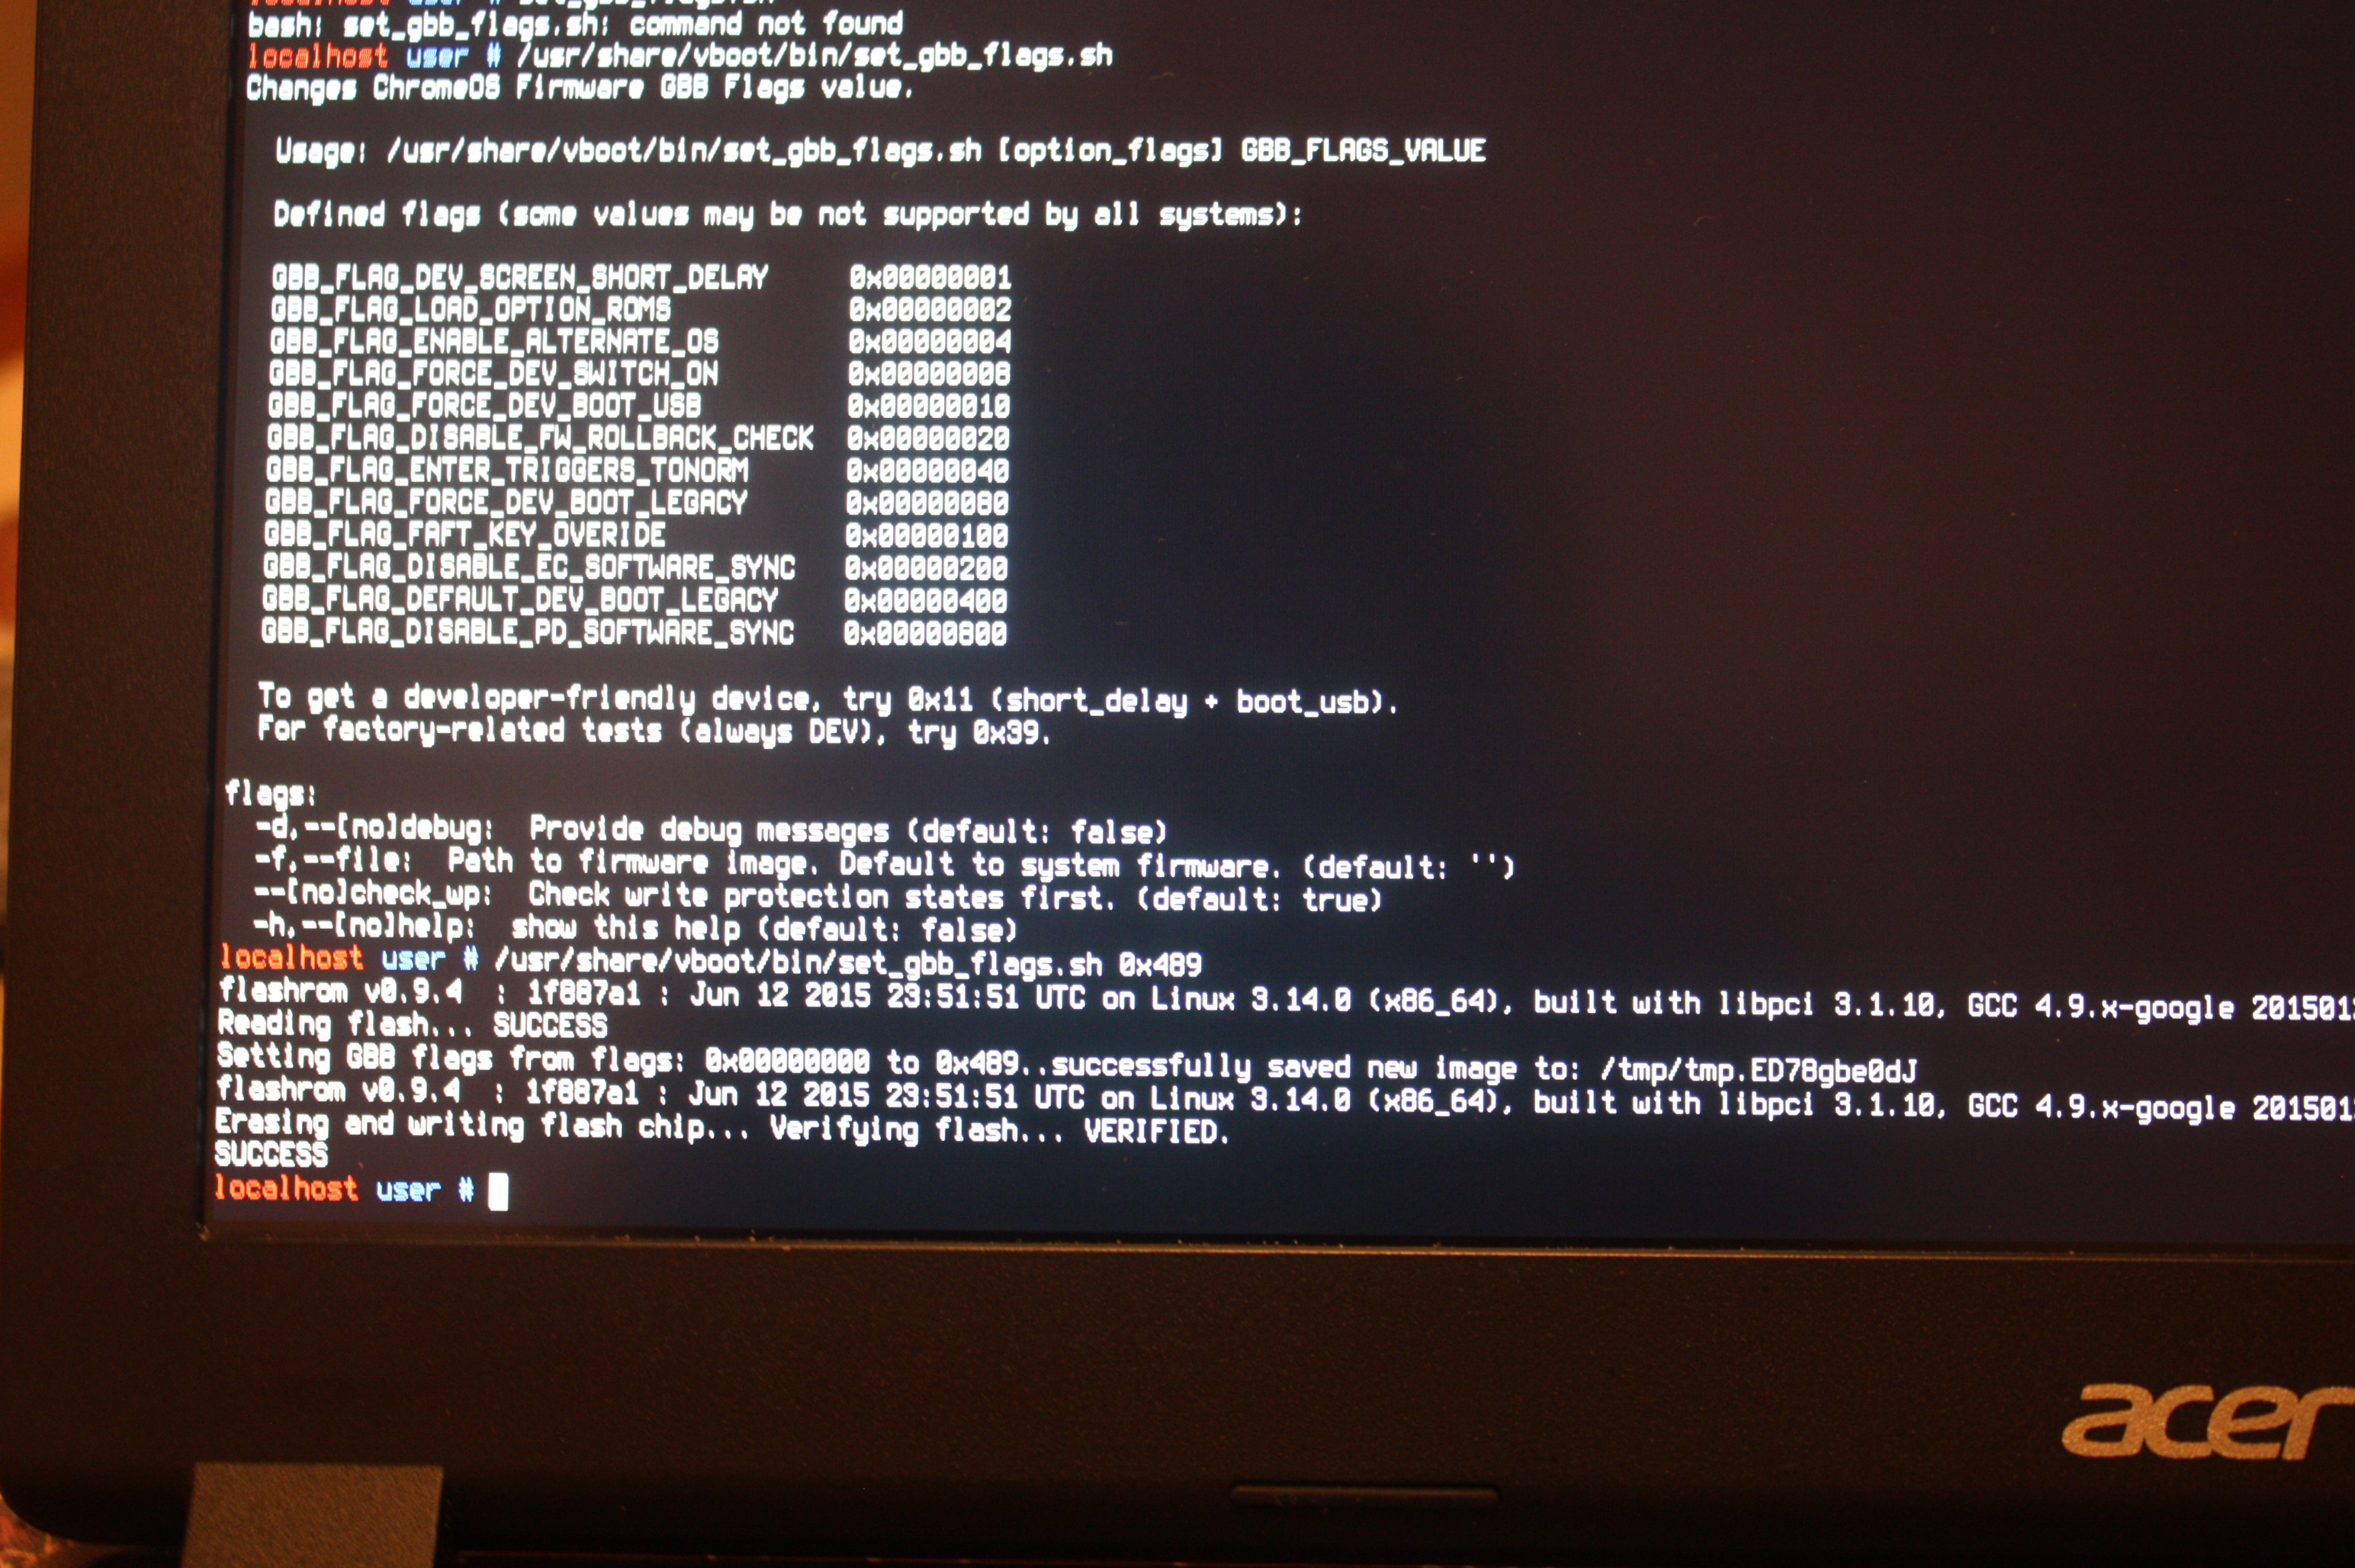 localhost user # set_gbb_flags.sh
bash: set_gbb_flags.sh: command not found
localhost user # /usr/share/vboot/bin/set_gbb_flags.sh
Changes ChromeOS Firmware GBB Flags value.
Usage: /usr/share/vboot/bin/set_gbb_flags.sh [option_flags] GBB_FLAGS_VALUE
Defined flags (some values may be not supported by all systems):
GBB_FLAG_DEV_SCREEN_SHORT_DELAY 0x00000001
GBB_FLAG_LOAD_OPTION_ROMS 0x00000002
GBB_FLAG_ENABLE_ALTERNATE_OS 0x00000004
GBB_FLAG_FORCE_DEV_SWITCH_ON 0x00000008
GBB_FLAG_FORCE_DEV_BOOT_USB 0x00000010
GBB_FLAG_DISABLE_FW_ROLLBACK_CHECK 0x00000020
GBB_FLAG_ENTER_TRIGGERS_TONORM 0x00000040
GBB_FLAG_FORCE_DEV_BOOT_LEGACY 0x00000080
GBB_FLAG_FAFT_KEY_OVERIDE 0x00000100
GBB_FLAG_DISABLE_EC_SOFTWARE_SYNC 0x00000200
GBB_FLAG_DEFAULT_DEV_BOOT_LEGACY 0x00000400
GBB_FLAG_DISABLE_PD_SOFTWARE_SYNC 0x00000800
To get a developer-friendly device, try 0x11 (short_delay + boot_usb).
For factory-related tests (always DEV), try 0x39.
flags:
-d,--[no]debug: Provide debug messages (default: false)
-f,--file: Path to firmware image. Default to system firmware. (default: '')
--[no]check_wp: Check write protection states first. (default: true)
-h,--[no]help: show this help (default: false)
localhost user # /usr/share/vboot/bin/set_gbb_flags.sh 0x489
flashrom v0.9.4 : 1f887a1 : Jun 12 2015 23:51:51 UTC on Linux 3.14.0 (x86_64), built with libpci 3.1.10, GCC 4.9.x-google
Reading flash... SUCCESS
Setting GBB flags from flags: 0x00000000 to 0x489..successfully saved new image to: /tmp/tmp.ED78gbe0dJ
flashrom v0.9.4 : 1f887a1 : Jun 12 2015 23:51:51 UTC on Linux 3.14.0 (x86_64), built with libpci 3.1.10, GCC 4.9.x-google
Erasing and writing flash chip... Verifying flash... VERIFIED.
SUCCESS
localhost user #
acer